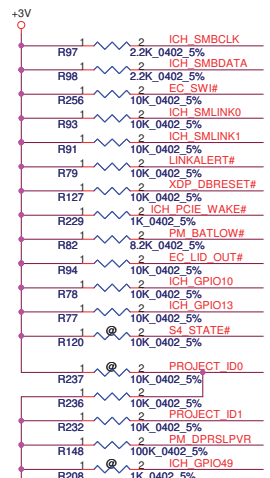 +3V
1 2 ICH_SMBCLK
R97 2.2K_0402_5%
1 2 ICH_SMBDATA
R98 2.2K_0402_5%
1 2 EC_SWI#
R256 10K_0402_5%
1 2 ICH_SMLINK0
R93 10K_0402_5%
1 2 ICH_SMLINK1
R91 10K_0402_5%
1 2 LINKALERT#
R79 10K_0402_5%
1 2 XDP_DBRESET#
R127 10K_0402_5%
1 2 ICH_PCIE_WAKE#
R229 1K_0402_5%
1 2 PM_BATLOW#
R82 8.2K_0402_5%
1 2 EC_LID_OUT#
R94 10K_0402_5%
1 2 ICH_GPIO10
R78 10K_0402_5%
1 2 ICH_GPIO13
R77 10K_0402_5%
1 @ 2 S4_STATE#
R120 10K_0402_5%
1 @ 2 PROJECT_ID0
R237 10K_0402_5%
1 2
R236 10K_0402_5%
1 2 PROJECT_ID1
R232 10K_0402_5%
1 2 PM_DPRSLPVR
R148 100K_0402_5%
1 @ 2 ICH_GPIO49
R208 1K_0402_5%